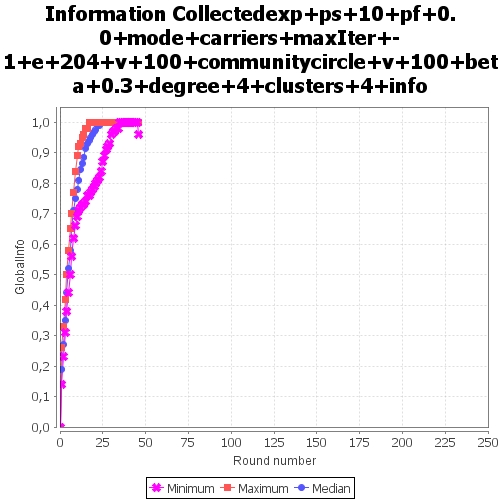 Information Collectedexp+ps+10+pf+0.
0+mode+carriers+maxIter+-
1+e+204+v+100+communitycircle+v+100+bet
a+0.3+degree+4+clusters+4+info
1,0
0,9
0,8
0,7
0,6
0,5
0,4
0,3
0,2
0,1
0,0
GlobalInfo
0 25 50 75 100 125 150 175 200 225 250
Round number
Minimum Maximum Median